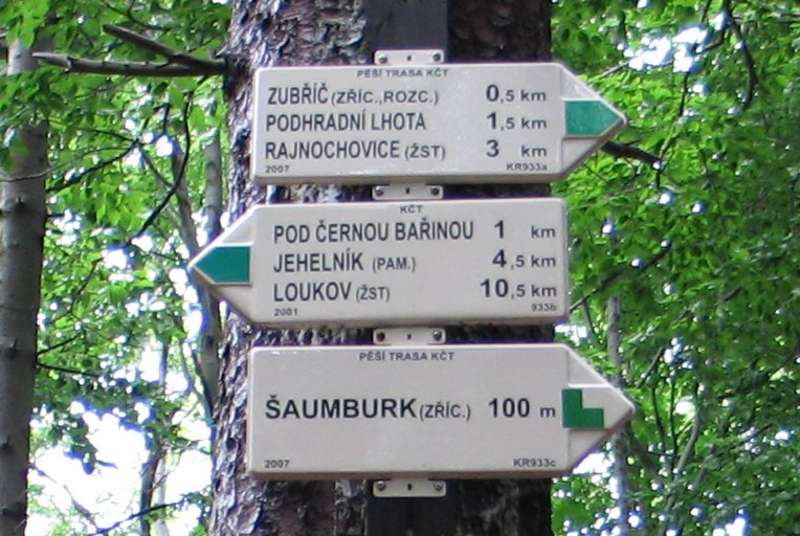 PĚŠÍ TRASA KČT
ZUBŘÍČ (ZŘÍC.,ROZC.) 0,5 km
PODHRADNÍ LHOTA 1,5 km
RAJNOCHOVICE (ŽST) 3 km
2007 KR933a
KČT
POD ČERNOU BAŘINOU 1 km
JEHELNÍK (PAM.) 4,5 km
LOUKOV (ŽST) 10,5 km
2001 933b
PĚŠÍ TRASA KČT
ŠAUMBURK (ZŘÍC.) 100 m
2007 KR933c